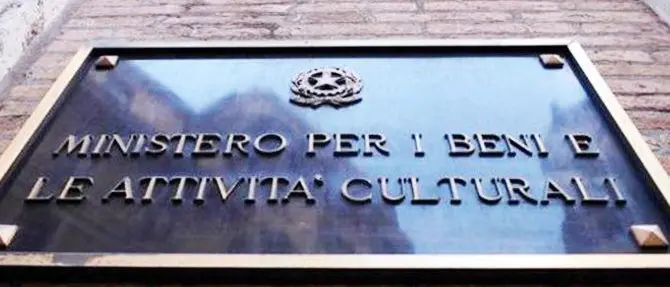 MINISTERO PER I BENI E
LE ATTIVITA' CULTURALI